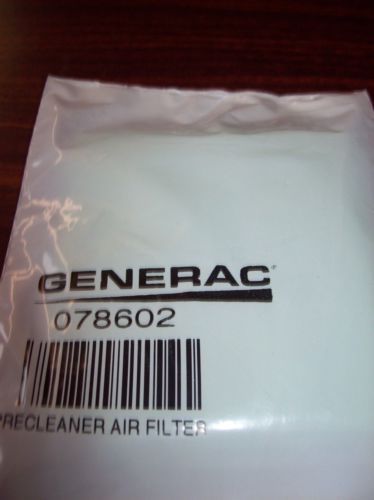 GENERAC
078602
PRECLEANER AIR FILTER